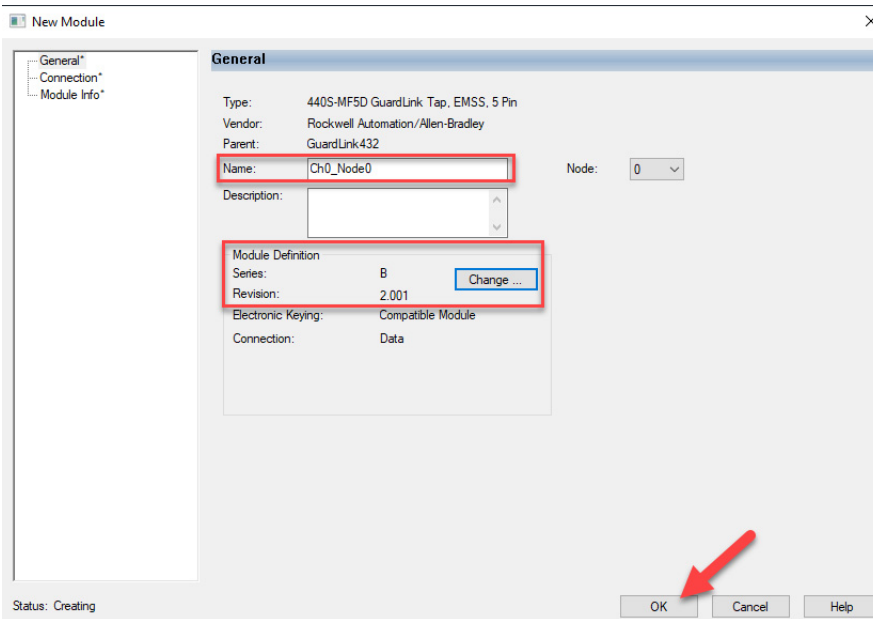 New Module
General*
Connection*
Module Info*
General
Type: 440S-MF5D GuardLink Tap, EMSS, 5 Pin
Vendor: Rockwell Automation/Allen-Bradley
Parent: GuardLink432
Name: Ch0_Node0 Node: 0
Description:
Module Definition
Series: B Change ...
Revision: 2.001
Electronic Keying: Compatible Module
Connection: Data
Status: Creating OK Cancel Help